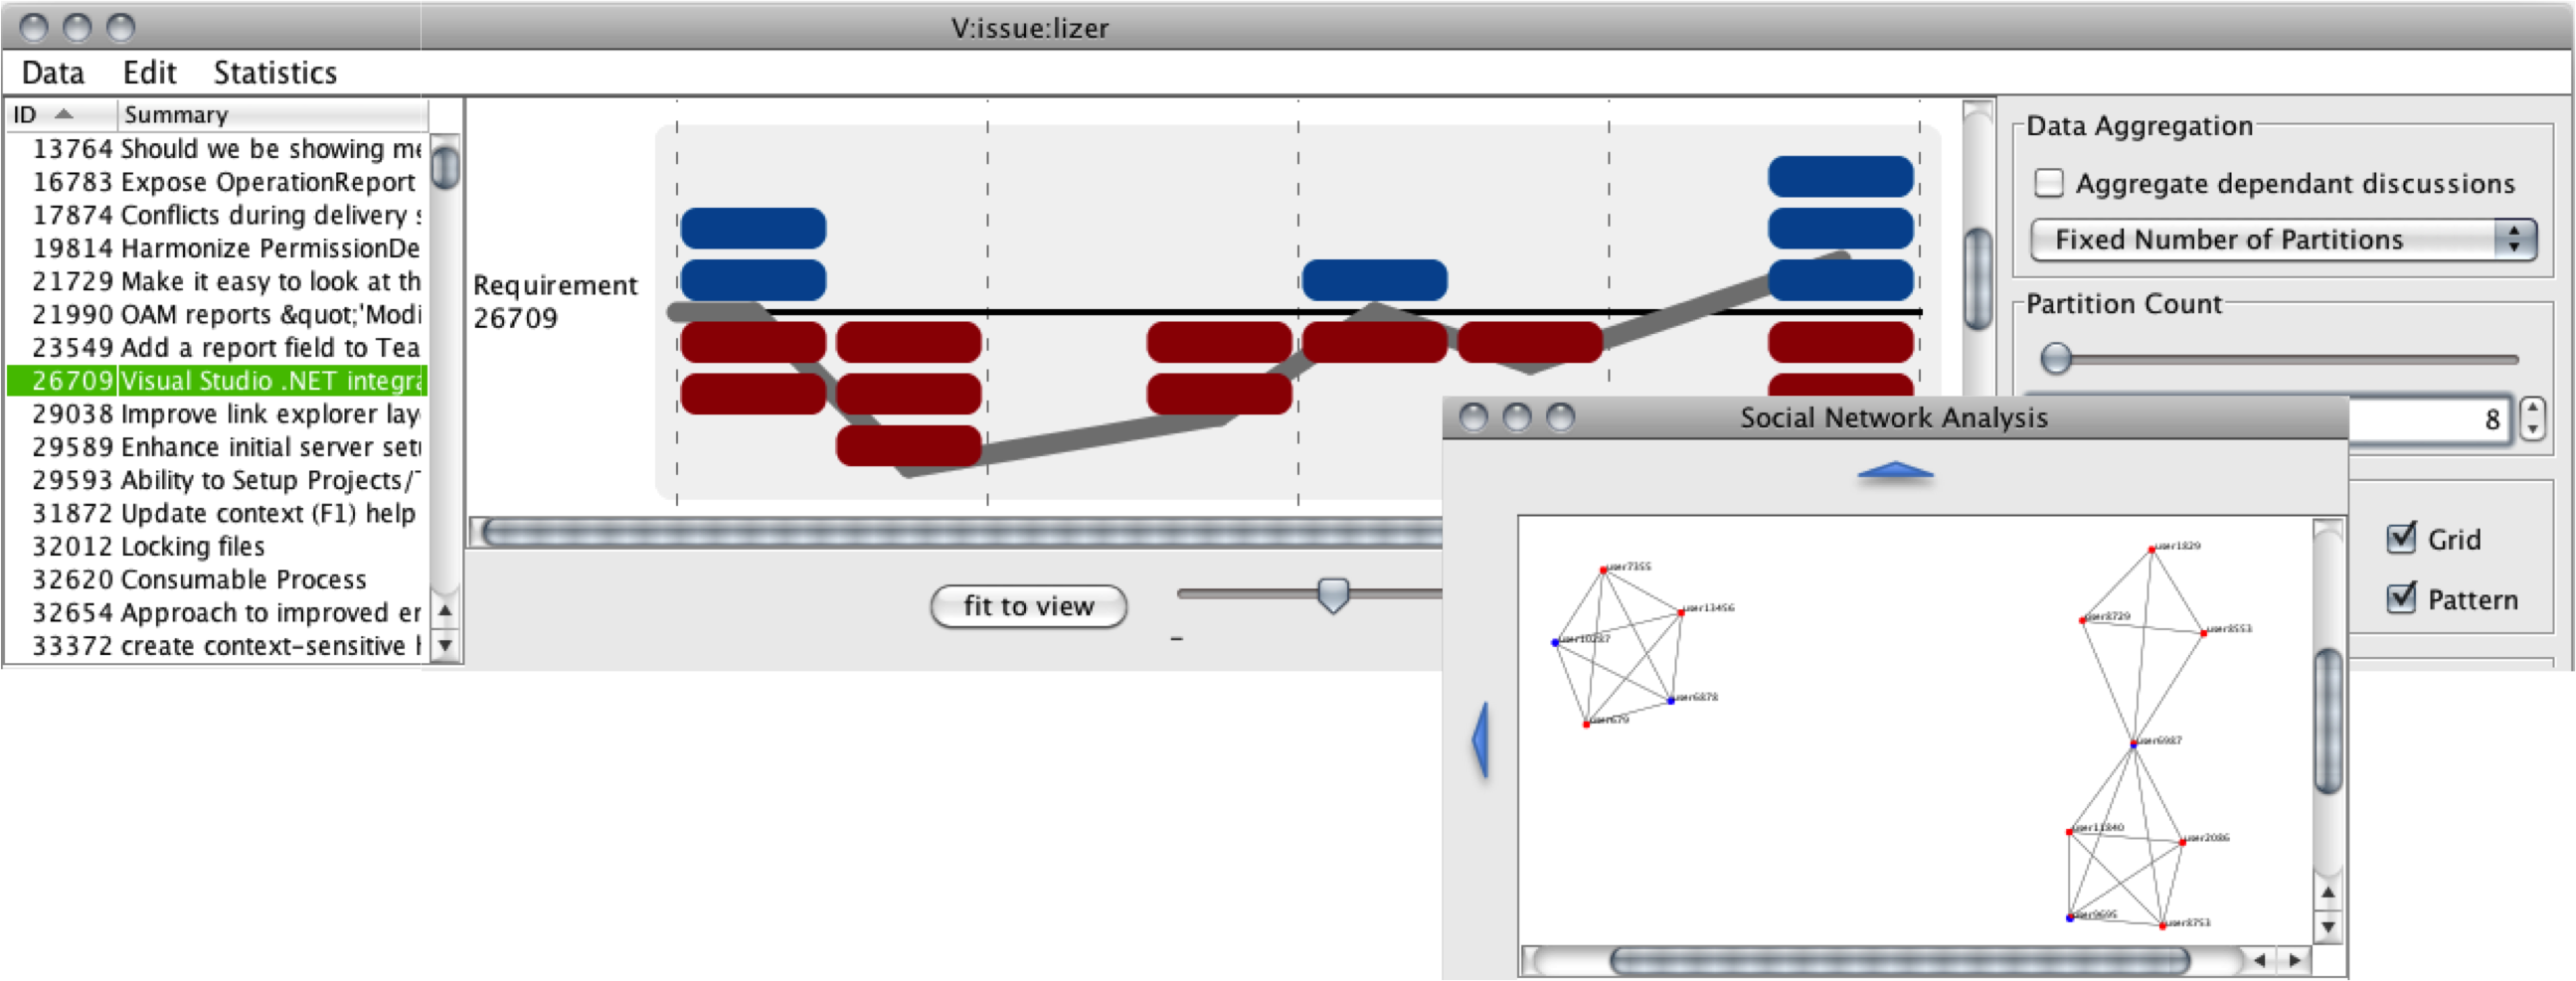 V:issue:lizer
Data Edit Statistics
ID Summary
13764 Should we be showing me
16783 Expose OperationReport
17874 Conflicts during delivery s
19814 Harmonize PermissionDe
21729 Make it easy to look at th
21990 OAM reports &quot;'Modi
23549 Add a report field to Tea
26709 Visual Studio .NET integra
29038 Improve link explorer lay
29589 Enhance initial server set
29593 Ability to Setup Projects/T
31872 Update context (F1) help
32012 Locking files
32620 Consumable Process
32654 Approach to improved er
33372 create context-sensitive h
Requirement
26709
fit to view
–
Data Aggregation
Aggregate dependant discussions
Fixed Number of Partitions
Partition Count
8
Grid
Pattern
Social Network Analysis
user7355
user13456
user10287
user6878
user679
user1829
user8729
user8553
user6987
user11840
user2086
user9695
user8753